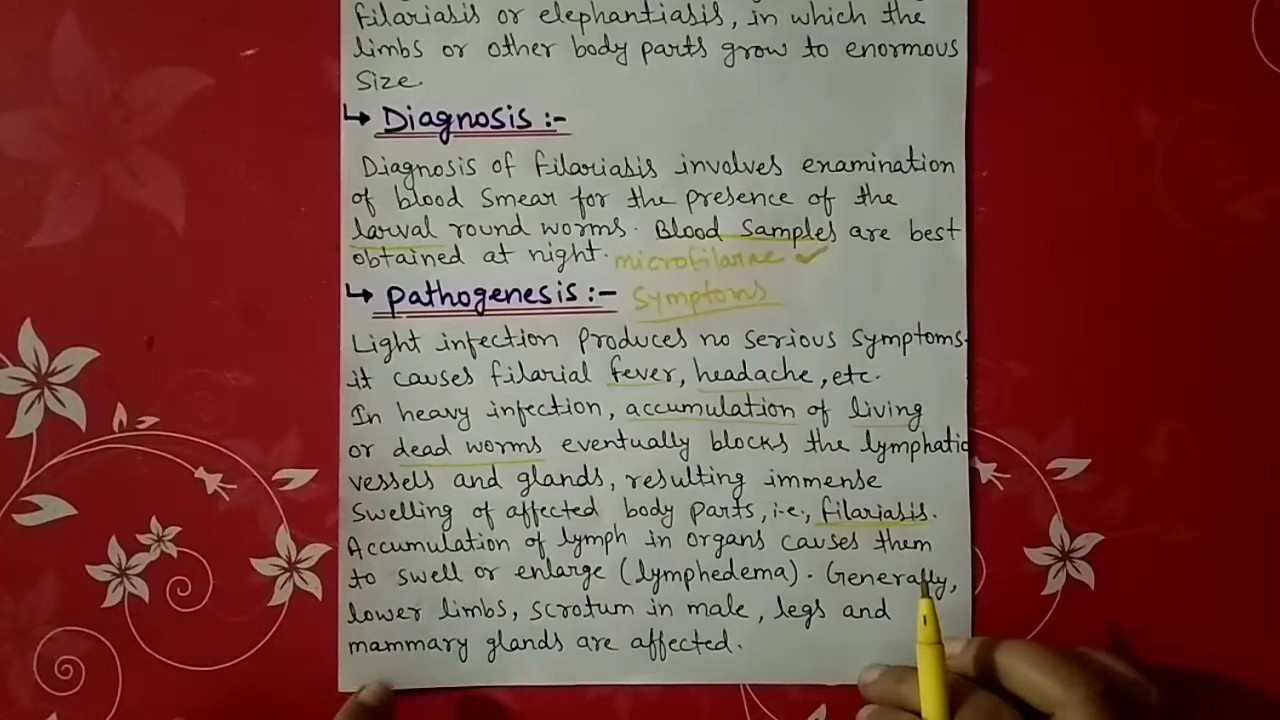 filariasis or elephantiasis, in which the
limbs or other body parts grow to enormous
size.
↳ Diagnosis :-
Diagnosis of filariasis involves examination
of blood smear for the presence of the
larval round worms. Blood samples are best
obtained at night. microfilarae ✓
↳ pathogenesis :- Symptoms
Light infection produces no serious symptoms.
it causes filarial fever, headache, etc.
In heavy infection, accumulation of living
or dead worms eventually blocks the lymphatic
vessels and glands, resulting immense
swelling of affected body parts, i.e., filariasis.
Accumulation of lymph in organs causes them
to swell or enlarge (lymphedema). Generally,
lower limbs, scrotum in male, legs and
mammary glands are affected.